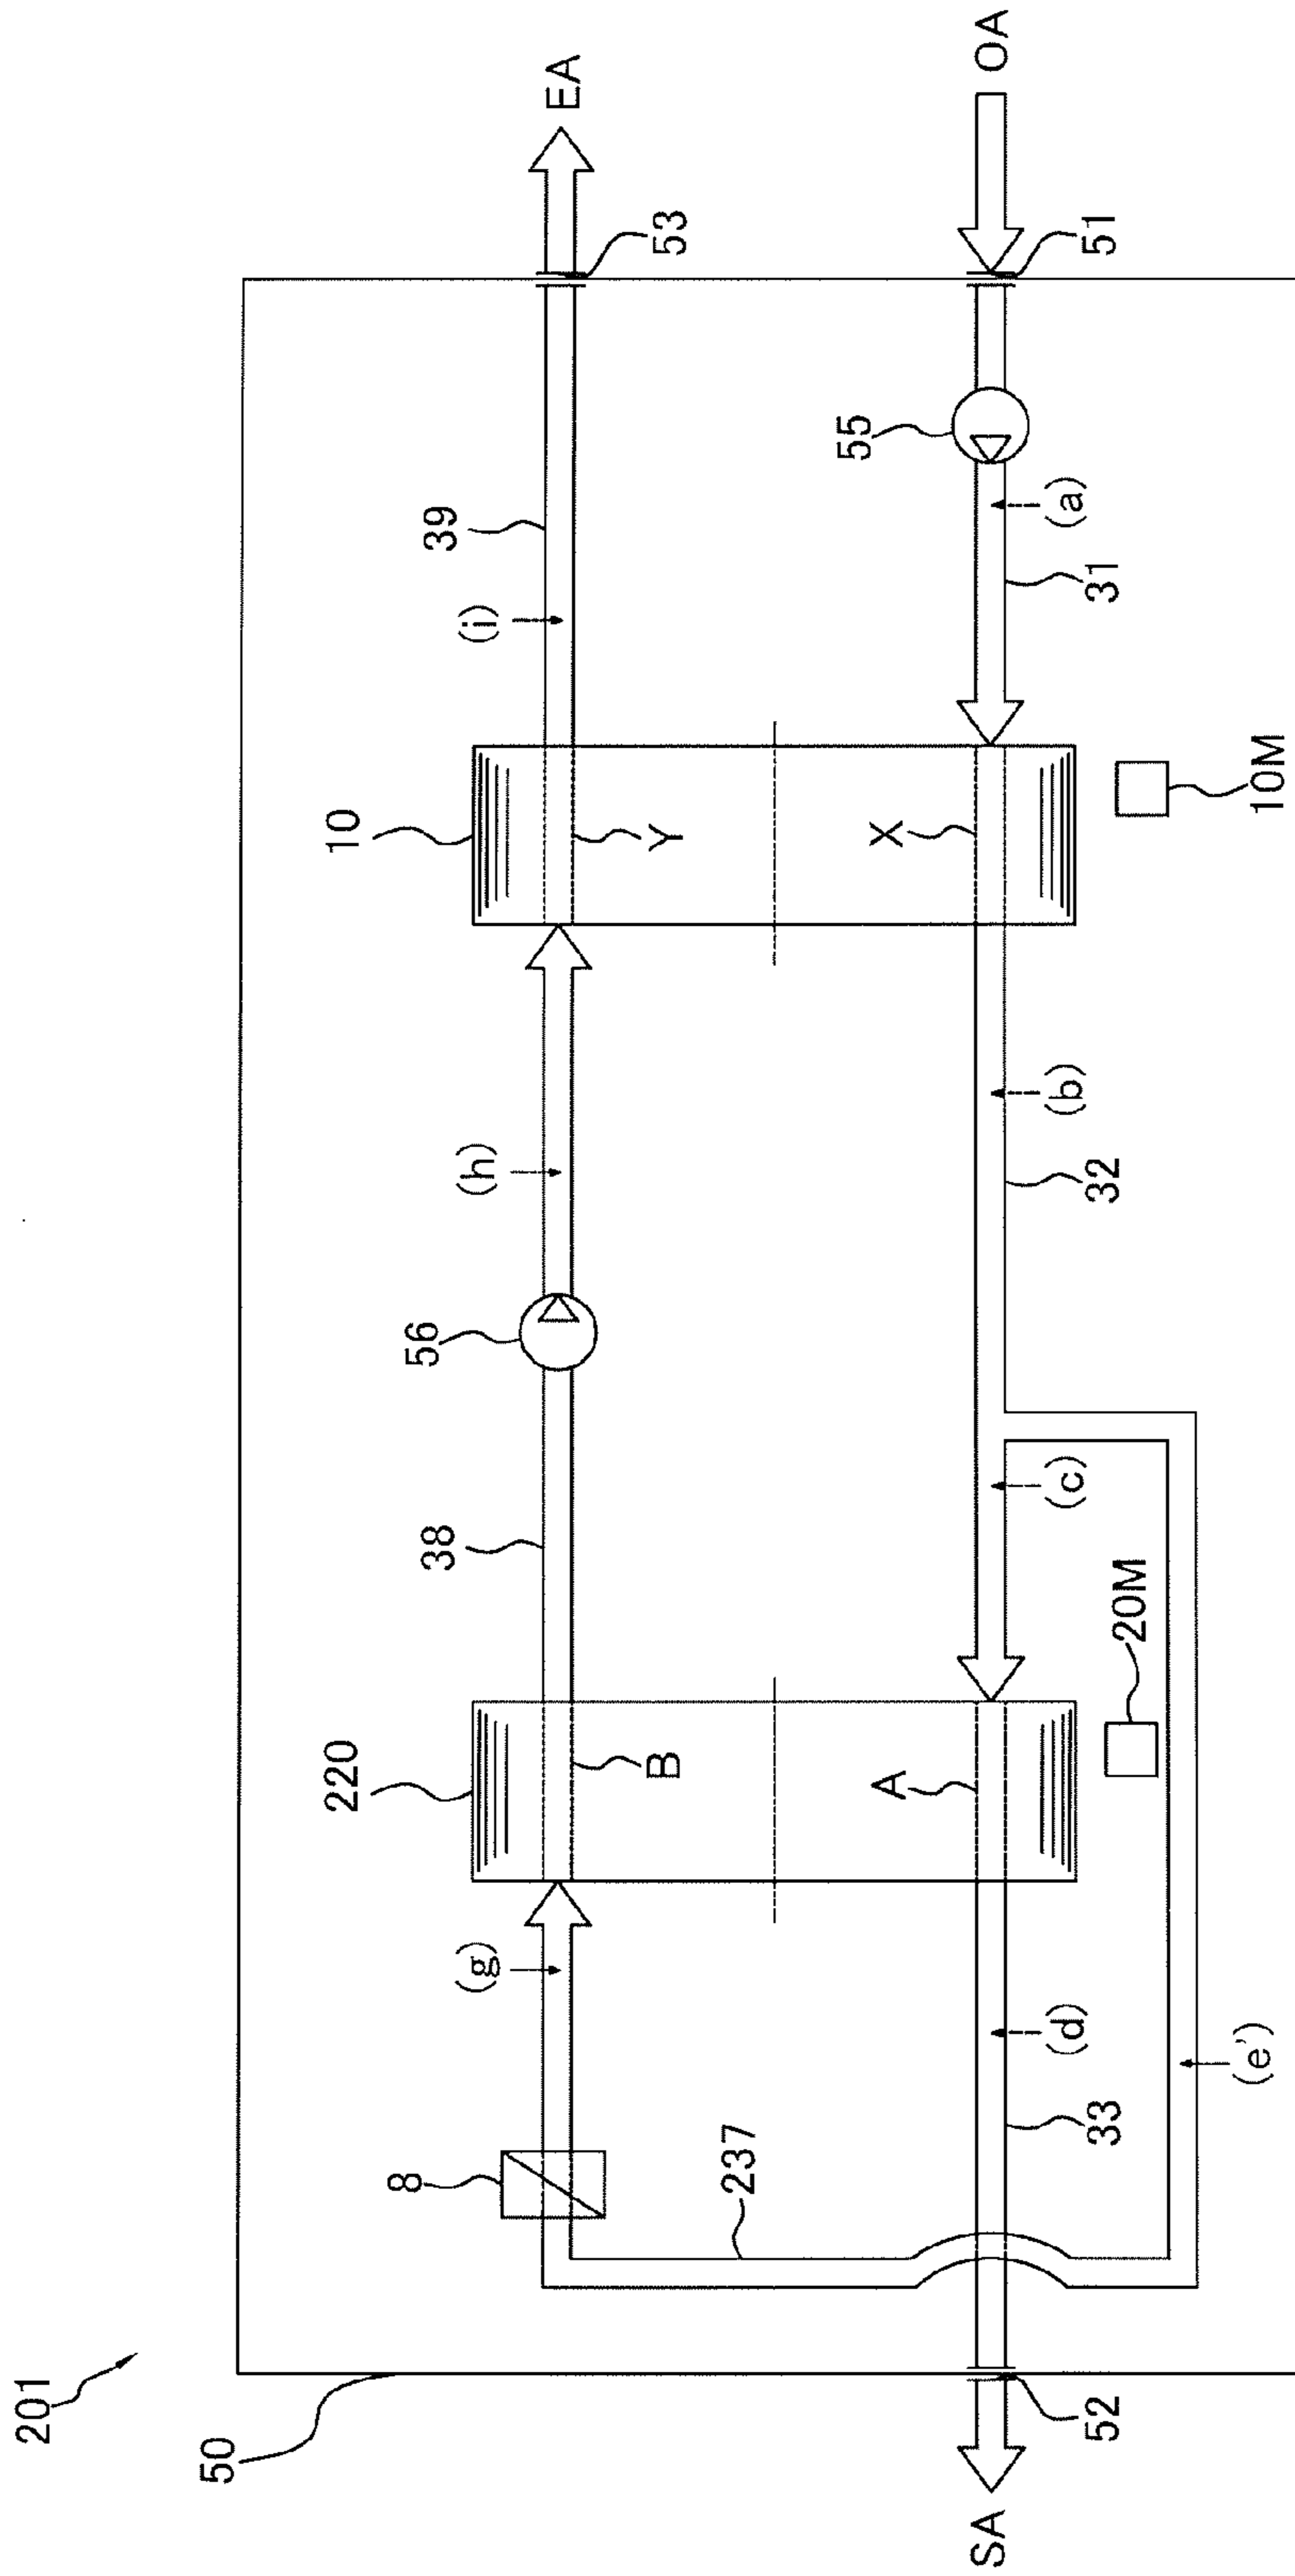 201
50
EA
53
OA
51
55
(a)
31
39
(i)
10
Y
X
10M
(h)
56
(b)
32
38
(c)
20M
220
B
A
(g)
(d)
33
(e')
8
237
52
SA